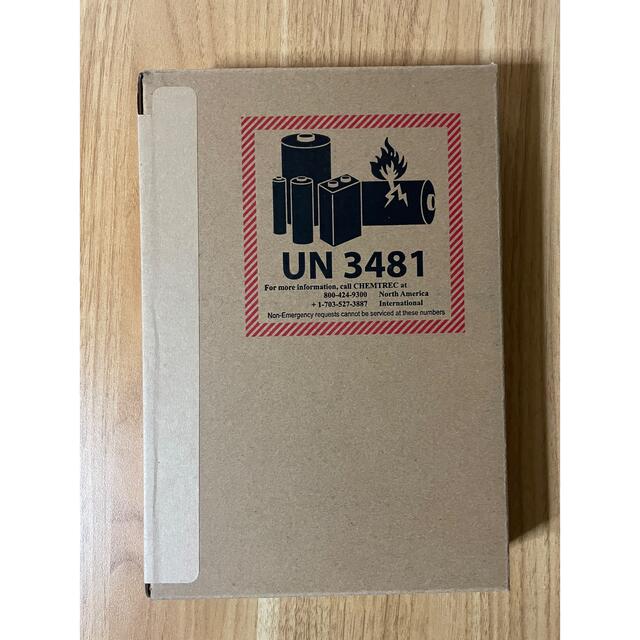 UN 3481
For more information, call CHEMTREC at
800-424-9300 North America
+ 1-703-527-3887 International
Non-Emergency requests cannot be serviced at these numbers